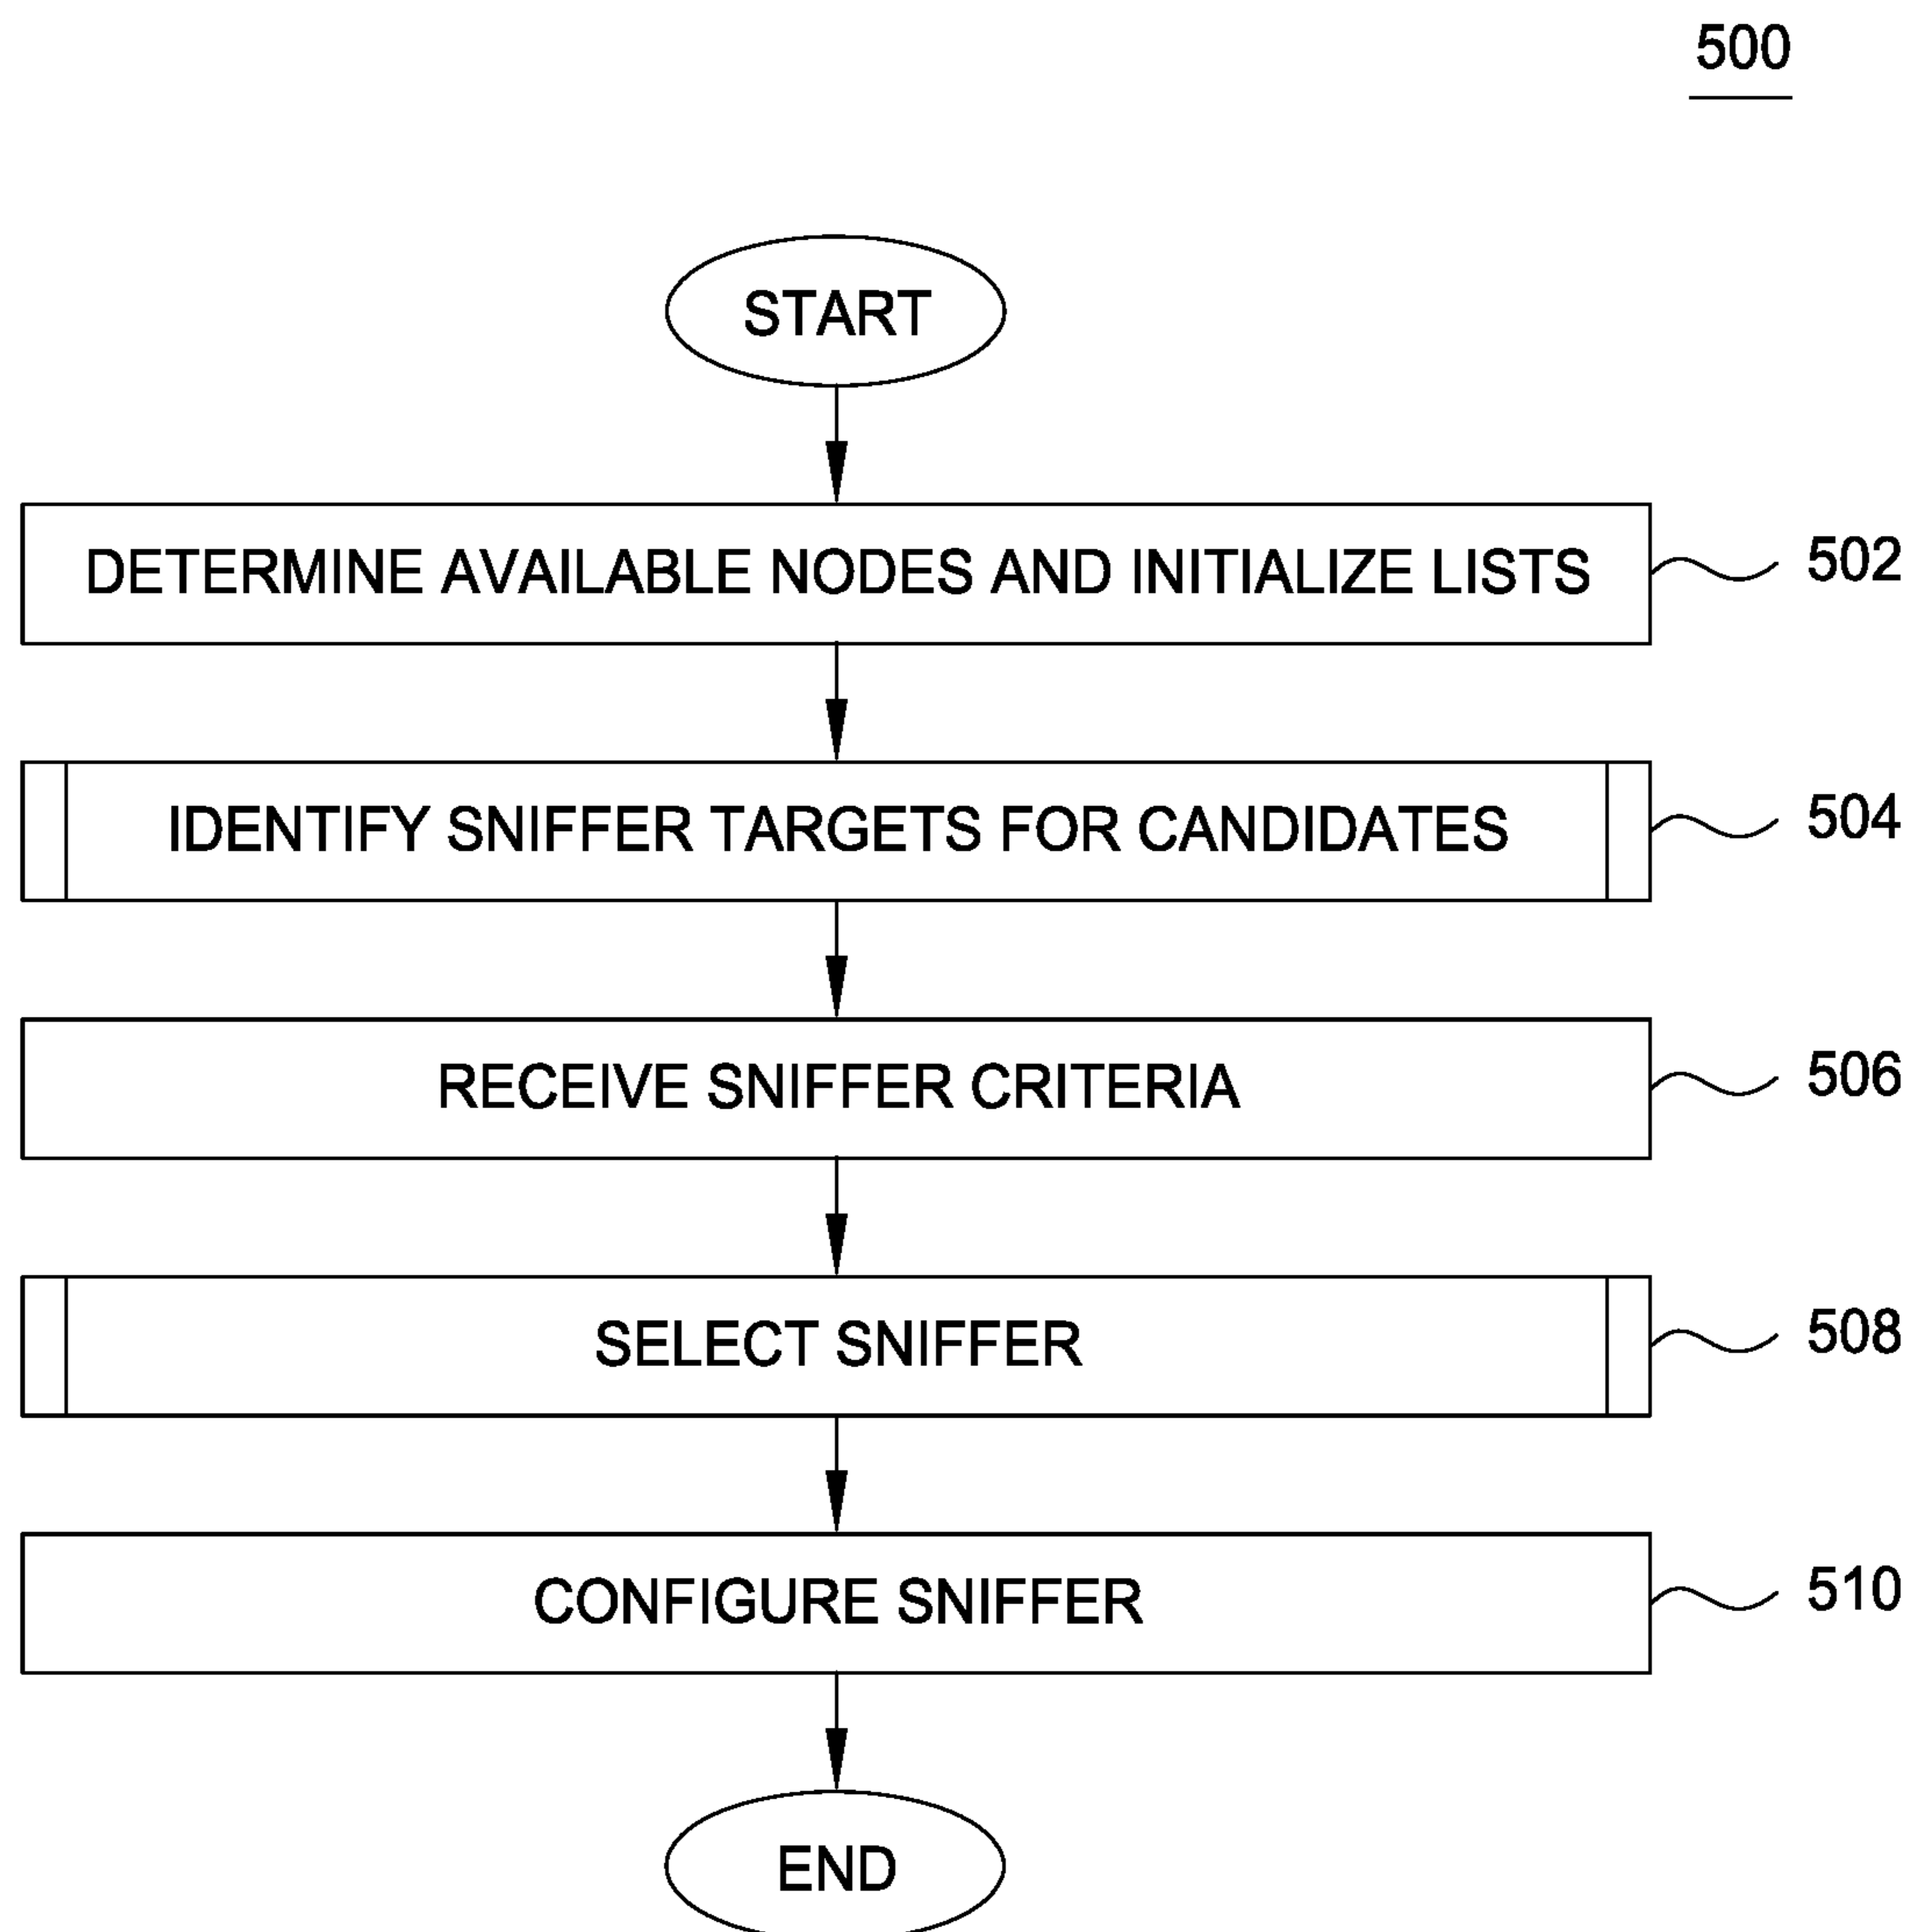 500
START
DETERMINE AVAILABLE NODES AND INITIALIZE LISTS
502
IDENTIFY SNIFFER TARGETS FOR CANDIDATES
504
RECEIVE SNIFFER CRITERIA
506
SELECT SNIFFER
508
CONFIGURE SNIFFER
510
END